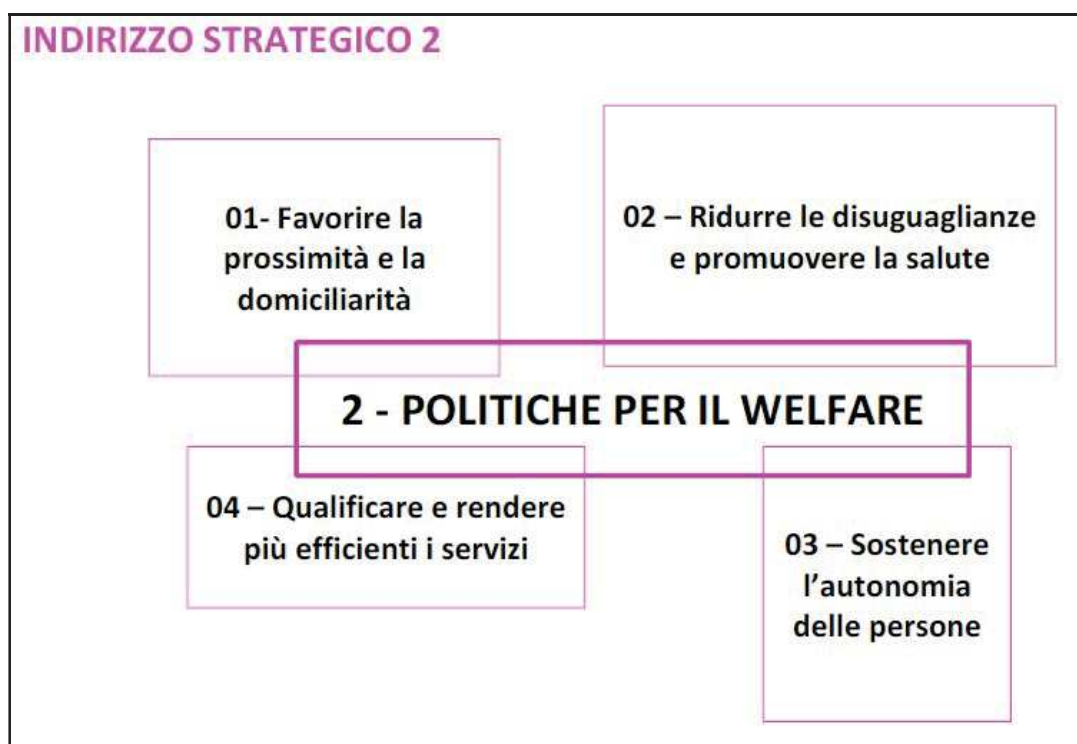 INDIRIZZO STRATEGICO 2
01- Favorire la
prossimità e la
domiciliarità
02 – Ridurre le disuguaglianze
e promuovere la salute
2 - POLITICHE PER IL WELFARE
04 – Qualificare e rendere
più efficienti i servizi
03 – Sostenere
l’autonomia
delle persone